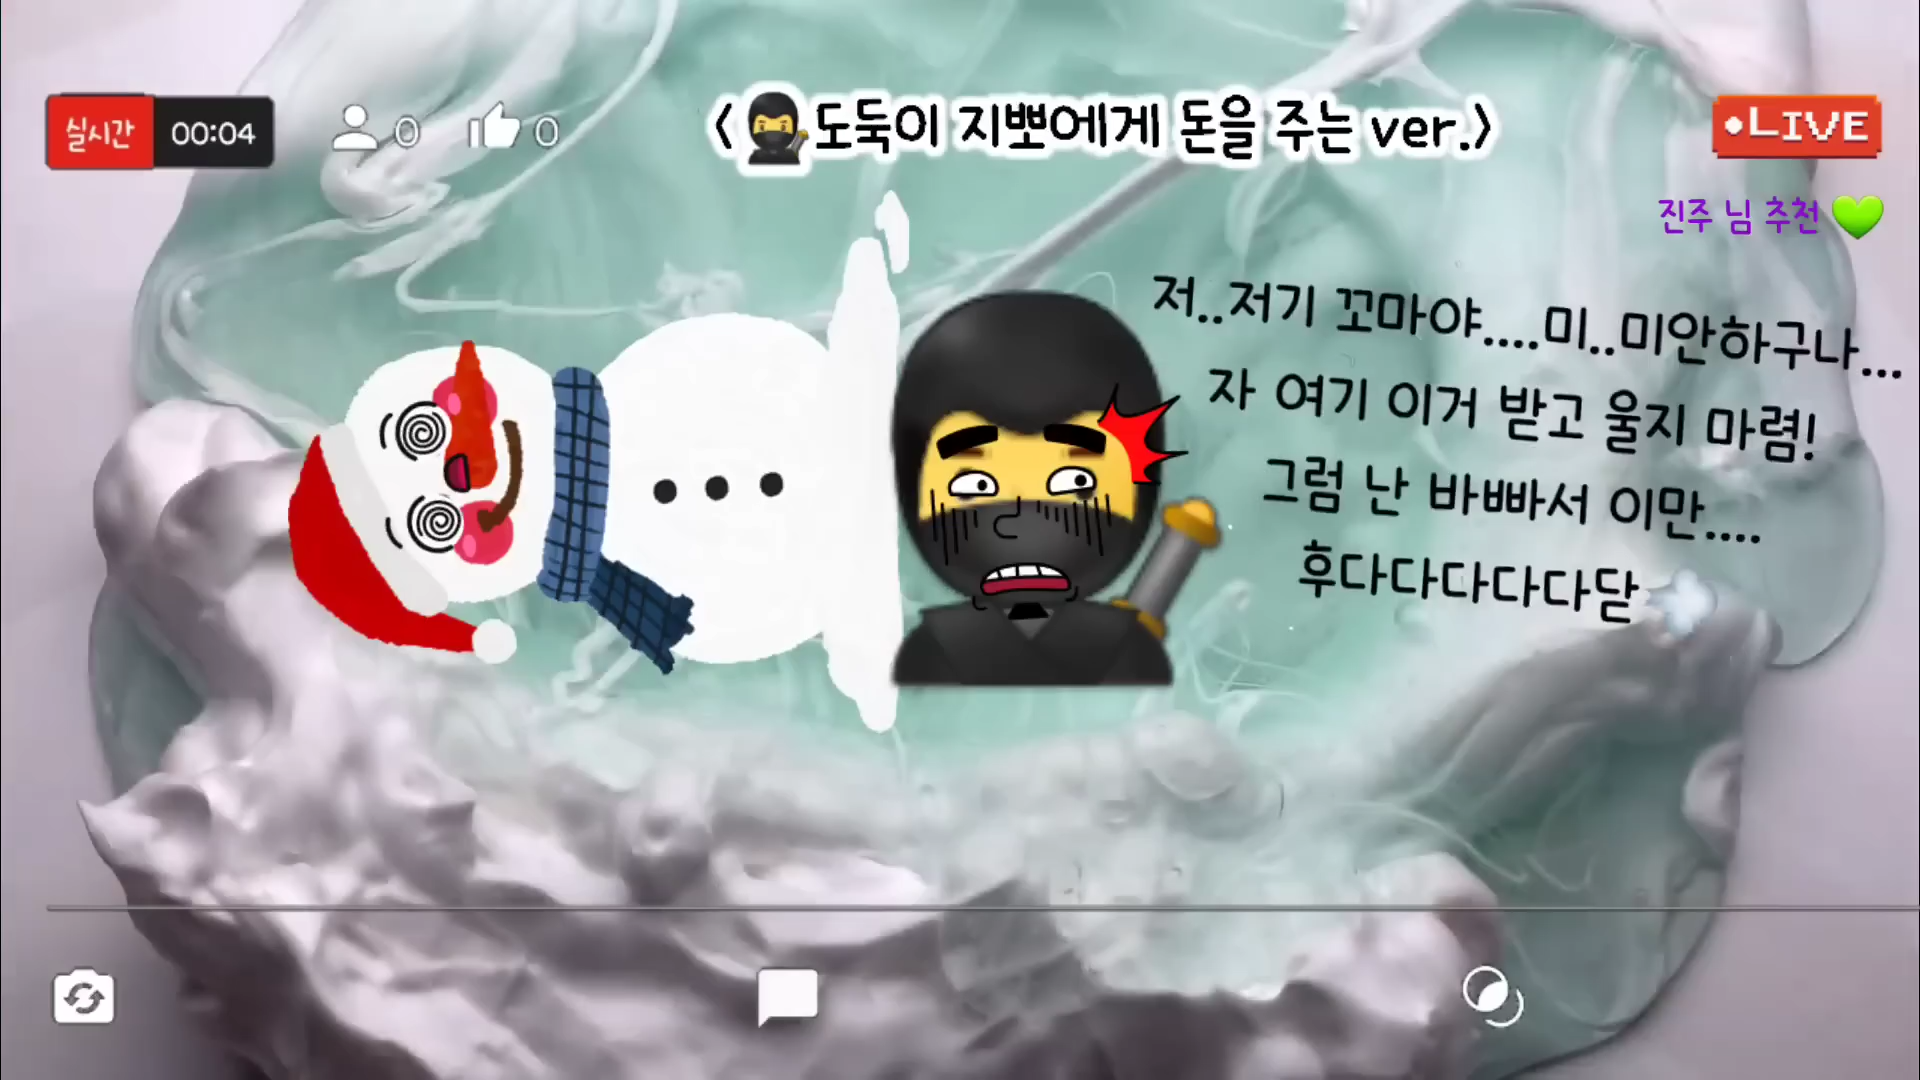 실시간 00:04 0 0
<도둑이 지뽀에게 돈을 주는 ver.>
LIVE
진주 님 추천
저..저기 꼬마야....미..미안하구나...
자 여기 이거 받고 울지 마렴!
그럼 난 바빠서 이만....
후다다다다다닫